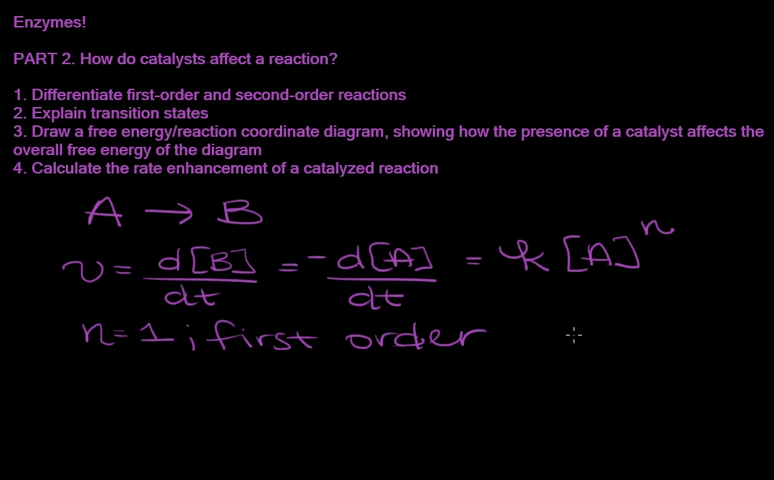 Enzymes!
PART 2. How do catalysts affect a reaction?
1. Differentiate first-order and second-order reactions
2. Explain transition states
3. Draw a free energy/reaction coordinate diagram, showing how the presence of a catalyst affects the
overall free energy of the diagram
4. Calculate the rate enhancement of a catalyzed reaction
A → B
v = d[B]/dt = -d[A]/dt = k[A]^n
n = 1; first order